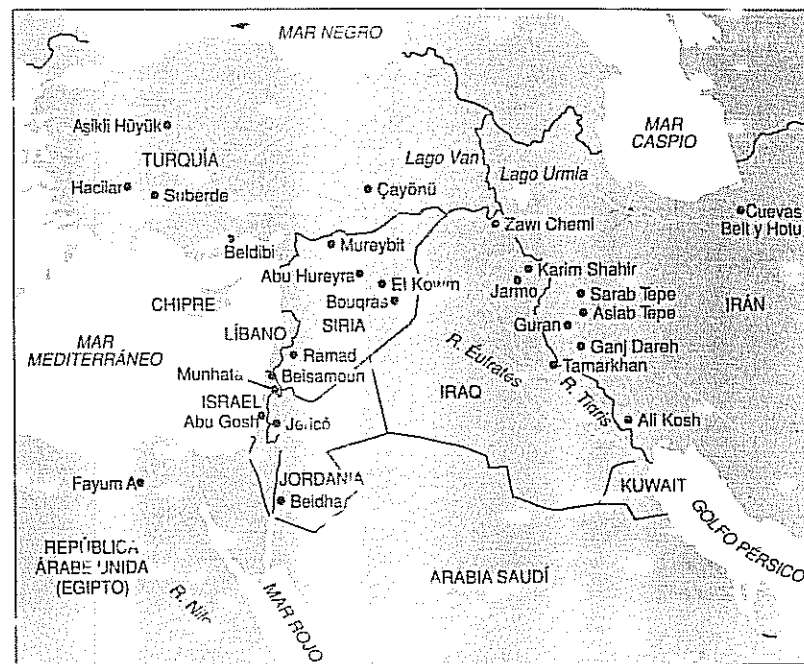 MAR NEGRO
Aşikli Hüyük
TURQUÍA
Hacilar
Suberde
Lago Van
Lago Urmia
MAR
CASPIO
Çayönü
Cuevas
Belt y Hotu
Zawi Chemi
Beldibi
Mureybit
Abu Hureyra
El Kowm
Bouqras
Karim Shahir
Jarmo
Sarab Tepe
Asiab Tepe
Guran
Ganj Dareh
Tamarkhan
IRÁN
CHIPRE
SIRIA
LÍBANO
MAR
MEDITERRÁNEO
Ramad
Munhata
Beisamoun
R. Éufrates
IRAQ
R. Tigris
Ali Kosh
ISRAEL
Abu Gosh
Jericó
Fayum A
JORDANIA
Beidha
KUWAIT
GOLFO PÉRSICO
REPÚBLICA
ÁRABE UNIDA
(EGIPTO)
R. Nilo
MAR ROJO
ARABIA SAUDÍ